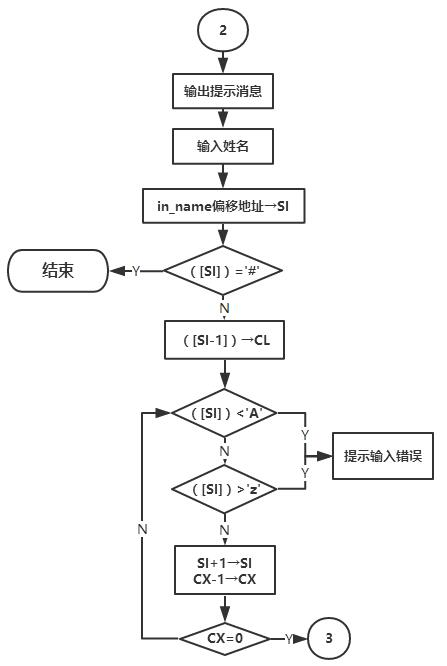 2
输出提示消息
输入姓名
in_name偏移地址→SI
([SI])='#'
Y
结束
N
([SI-1])→CL
([SI])<'A'
Y
N
提示输入错误
([SI])>'z'
Y
N
N
SI+1→SI
CX-1→CX
CX=0
Y
3